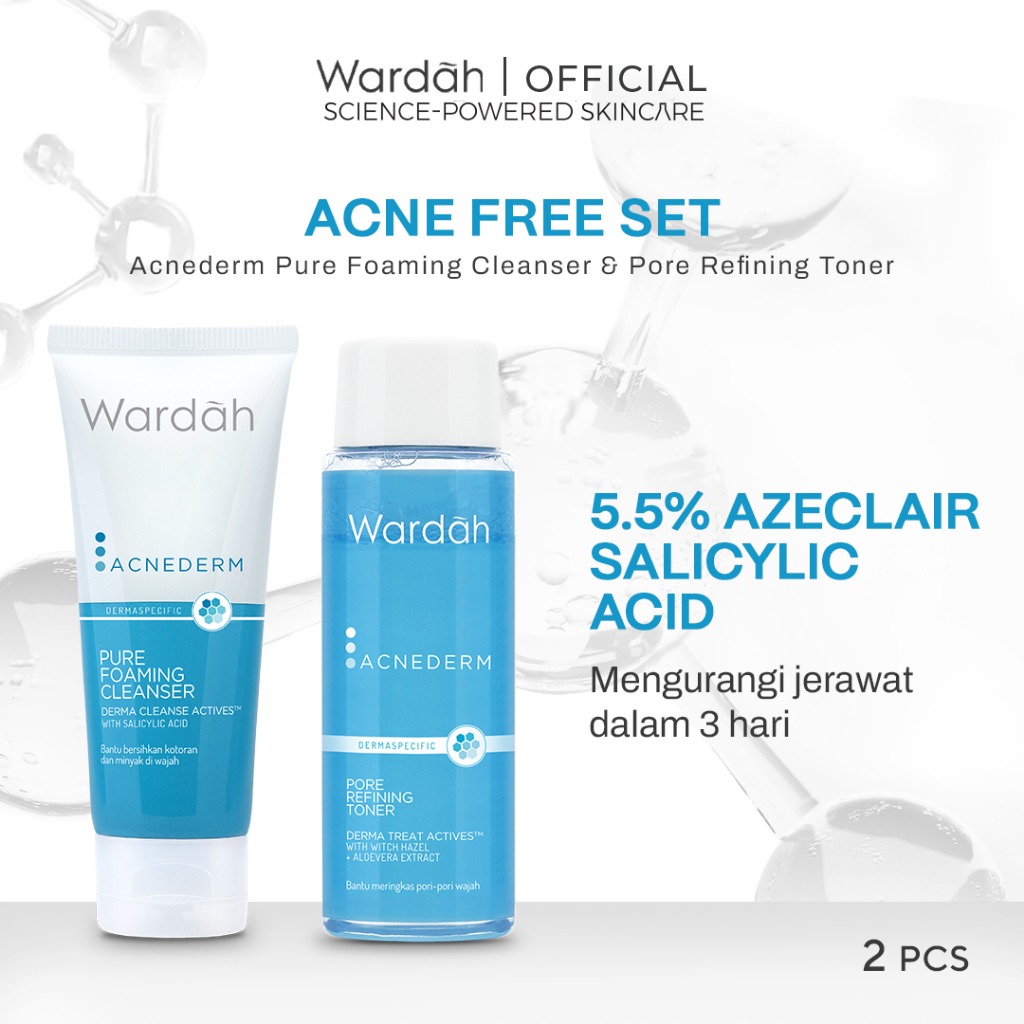 Wardãh | OFFICIAL
SCIENCE-POWERED SKINCARE
ACNE FREE SET
Acnederm Pure Foaming Cleanser & Pore Refining Toner
Wardãh
ACNEDERM
DERMASPECIFIC
PURE
FOAMING
CLEANSER
DERMA CLEANSE ACTIVES™
WITH SALICYLIC ACID
Bantu bersihkan kotoran
dan minyak di wajah
Wardãh
ACNEDERM
DERMASPECIFIC
PORE
REFINING
TONER
DERMA TREAT ACTIVES™
WITH WITCH HAZEL
+ ALOEVERA EXTRACT
Bantu meringkas pori-pori wajah
5.5% AZECLAIR
SALICYLIC
ACID
Mengurangi jerawat
dalam 3 hari
2 PCS